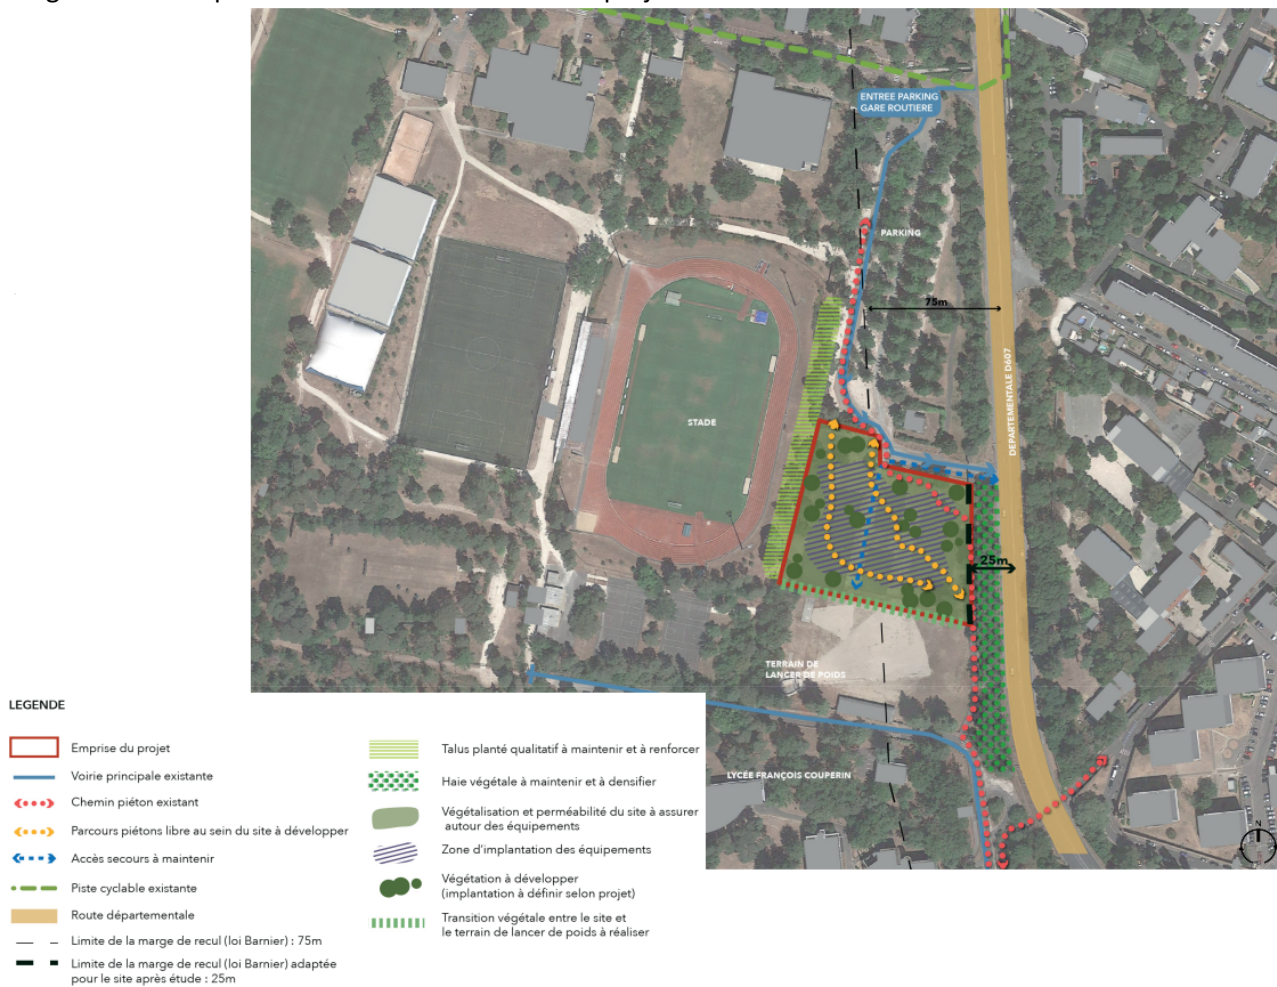 ENTREE PARKING
GARE ROUTIERE
PARKING
75m
DEPARTEMENTALE D607
STADE
25m
TERRAIN DE
LANCER DE POIDS
LYCÉE FRANÇOIS COUPERIN
N
LEGENDE
Emprise du projet
Voirie principale existante
Chemin piéton existant
Parcours piétons libre au sein du site à développer
Accès secours à maintenir
Piste cyclable existante
Route départementale
Limite de la marge de recul (loi Barnier) : 75m
Limite de la marge de recul (loi Barnier) adaptée
pour le site après étude : 25m
Talus planté qualitatif à maintenir et à renforcer
Haie végétale à maintenir et à densifier
Végétalisation et perméabilité du site à assurer
autour des équipements
Zone d'implantation des équipements
Végétation à développer
(implantation à définir selon projet)
Transition végétale entre le site et
le terrain de lancer de poids à réaliser